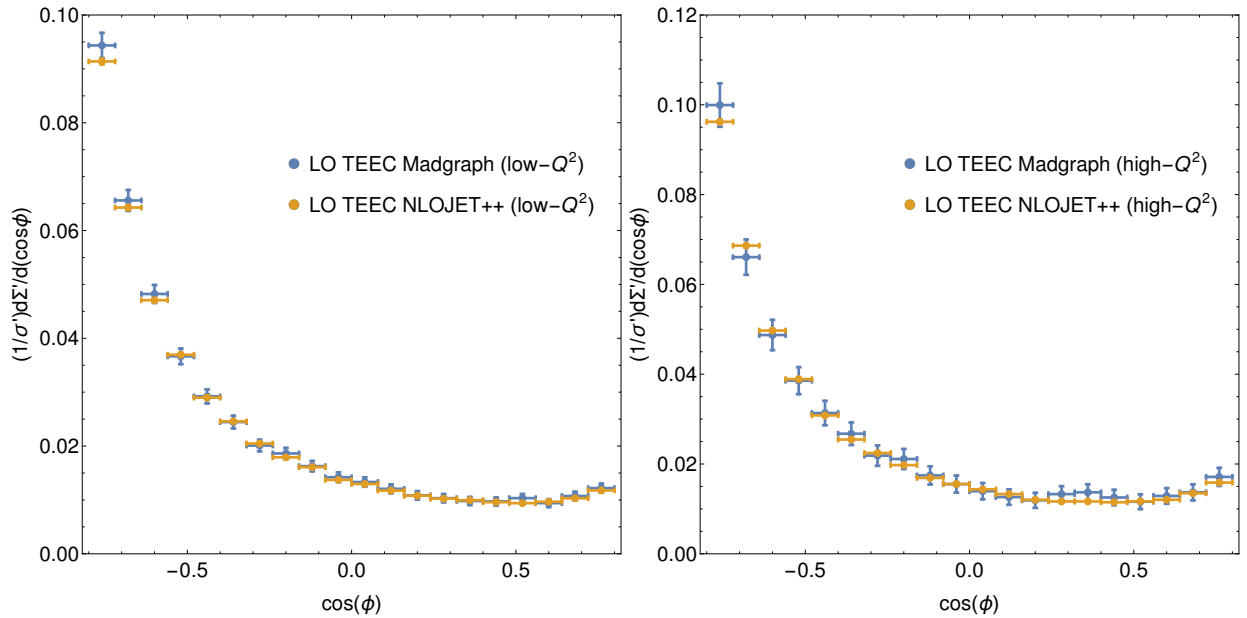 0.10
0.08
0.06
0.04
0.02
0.00
(1/σ')dΣ'/d(cosϕ)
LO TEEC Madgraph (low−Q²)
LO TEEC NLOJET++ (low−Q²)
−0.5
0.0
0.5
cos(ϕ)
0.12
0.10
0.08
0.06
0.04
0.02
0.00
(1/σ')dΣ'/d(cosϕ)
LO TEEC Madgraph (high−Q²)
LO TEEC NLOJET++ (high−Q²)
−0.5
0.0
0.5
cos(ϕ)